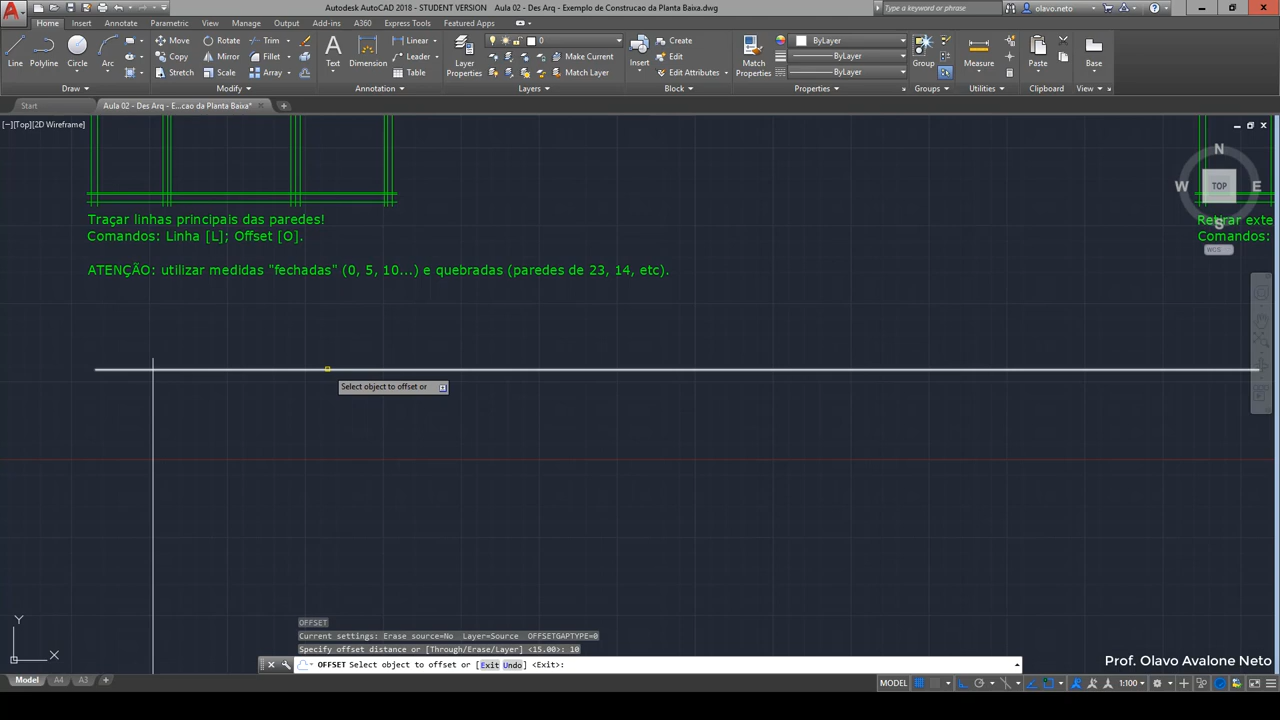 Autodesk AutoCAD 2018 - STUDENT VERSION Aula 02 - Des Arq - Exemplo de Construcao da Planta Baixa.dwg
Type a keyword or phrase
olavo.neto
Home Insert Annotate Parametric View Manage Output Add-ins A360 Express Tools Featured Apps
Line Polyline Circle Arc
Move Rotate Trim
Copy Mirror Fillet
Stretch Scale Array
Text Dimension
Linear
Leader
Table
Layer Properties
0
Make Current
Match Layer
Insert
Create
Edit
Edit Attributes
Match Properties
ByLayer
ByLayer
ByLayer
Group
Measure
Paste
Base
Draw Modify Annotation Layers Block Properties Groups Utilities Clipboard View
Start
Aula 02 - Des Arq - E...cao da Planta Baixa*
[−][Top][2D Wireframe]
N
W TOP E
S
WCS
Traçar linhas principais das paredes!
Comandos: Linha [L]; Offset [O].
ATENÇÃO: utilizar medidas "fechadas" (0, 5, 10...) e quebradas (paredes de 23, 14, etc).
Retirar exte
Comandos:
Select object to offset or
Y
X
OFFSET
Current settings: Erase source=No Layer=Source OFFSETGAPTYPE=0
Specify offset distance or [Through/Erase/Layer] <15.00>: 10
OFFSET Select object to offset or [Exit Undo] <Exit>:
Prof. Olavo Avalone Neto
Model A4 A3
MODEL
1:100